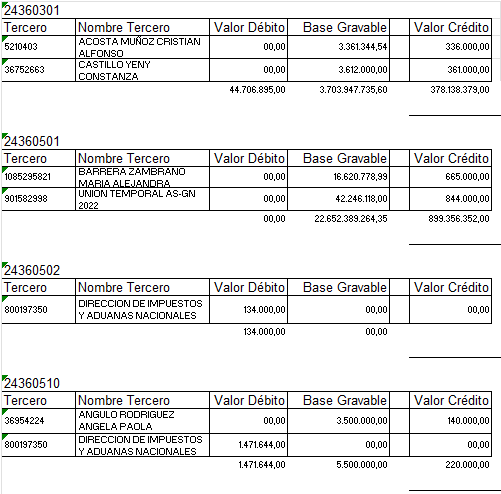 24360301
Tercero Nombre Tercero Valor Débito Base Gravable Valor Crédito
5210403 ACOSTA MUÑOZ CRISTIAN ALFONSO 00,00 3.361.344,54 336.000,00
36752663 CASTILLO YENY CONSTANZA 00,00 3.612.000,00 361.000,00
44.706.895,00 3.703.947.735,60 378.138.379,00
24360501
Tercero Nombre Tercero Valor Débito Base Gravable Valor Crédito
1085295821 BARRERA ZAMBRANO MARIA ALEJANDRA 00,00 16.620.778,99 665.000,00
901582998 UNION TEMPORAL AS-GN 2022 00,00 42.246.118,00 844.000,00
00,00 22.652.389.264,35 899.356.352,00
24360502
Tercero Nombre Tercero Valor Débito Base Gravable Valor Crédito
800197350 DIRECCION DE IMPUESTOS Y ADUANAS NACIONALES 134.000,00 00,00 00,00
134.000,00 00,00
24360510
Tercero Nombre Tercero Valor Débito Base Gravable Valor Crédito
36954224 ANGULO RODRIGUEZ ANGELA PAOLA 00,00 3.500.000,00 140.000,00
800197350 DIRECCION DE IMPUESTOS Y ADUANAS NACIONALES 1.471.644,00 00,00 00,00
1.471.644,00 5.500.000,00 220.000,00